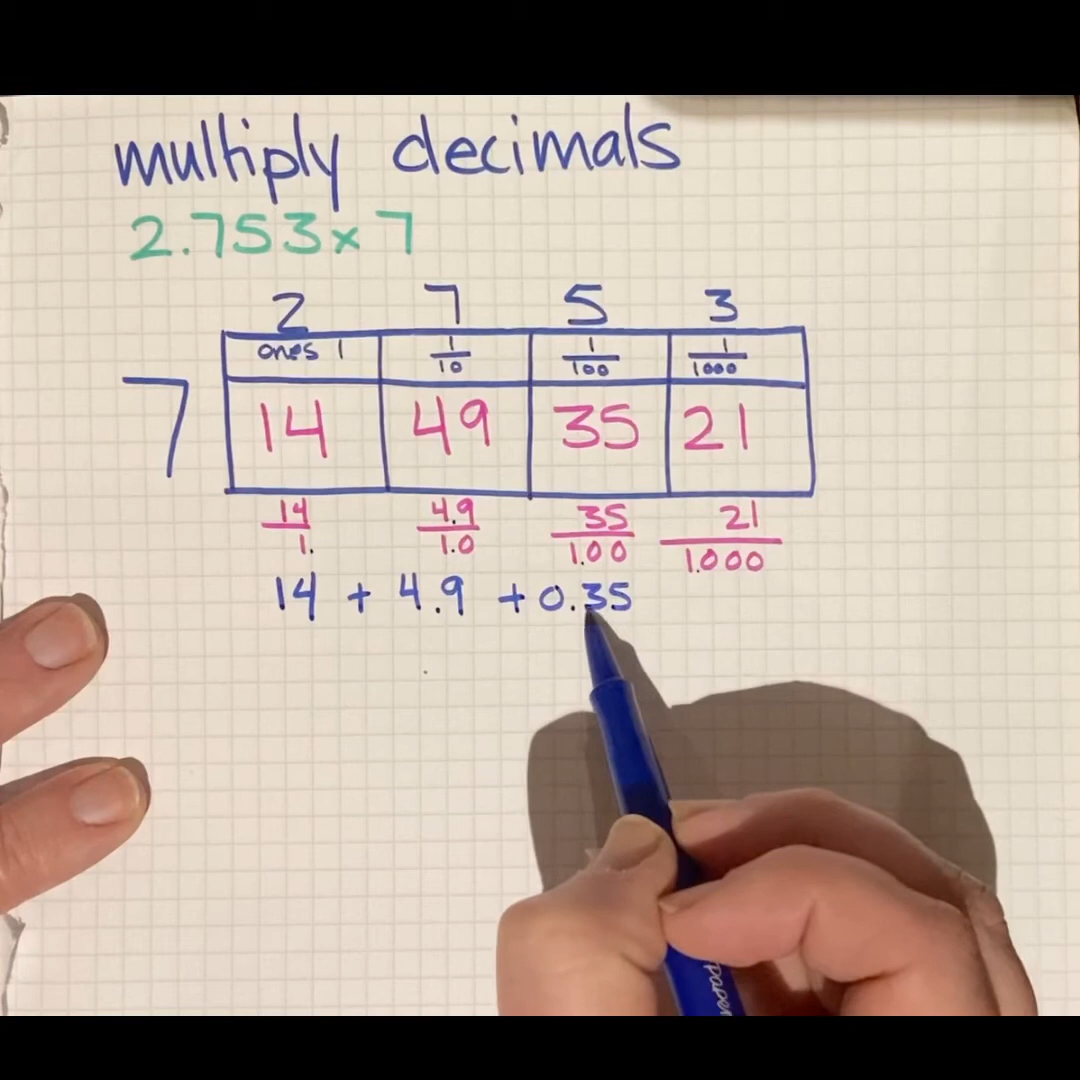 multiply decimals
2.753 x 7
2 7 5 3
ones 1 1/10 1/100 1/1000
7 14 49 35 21
14/1. 4.9/1.0 35/1.00 21/1.000
14 + 4.9 + 0.35
paper